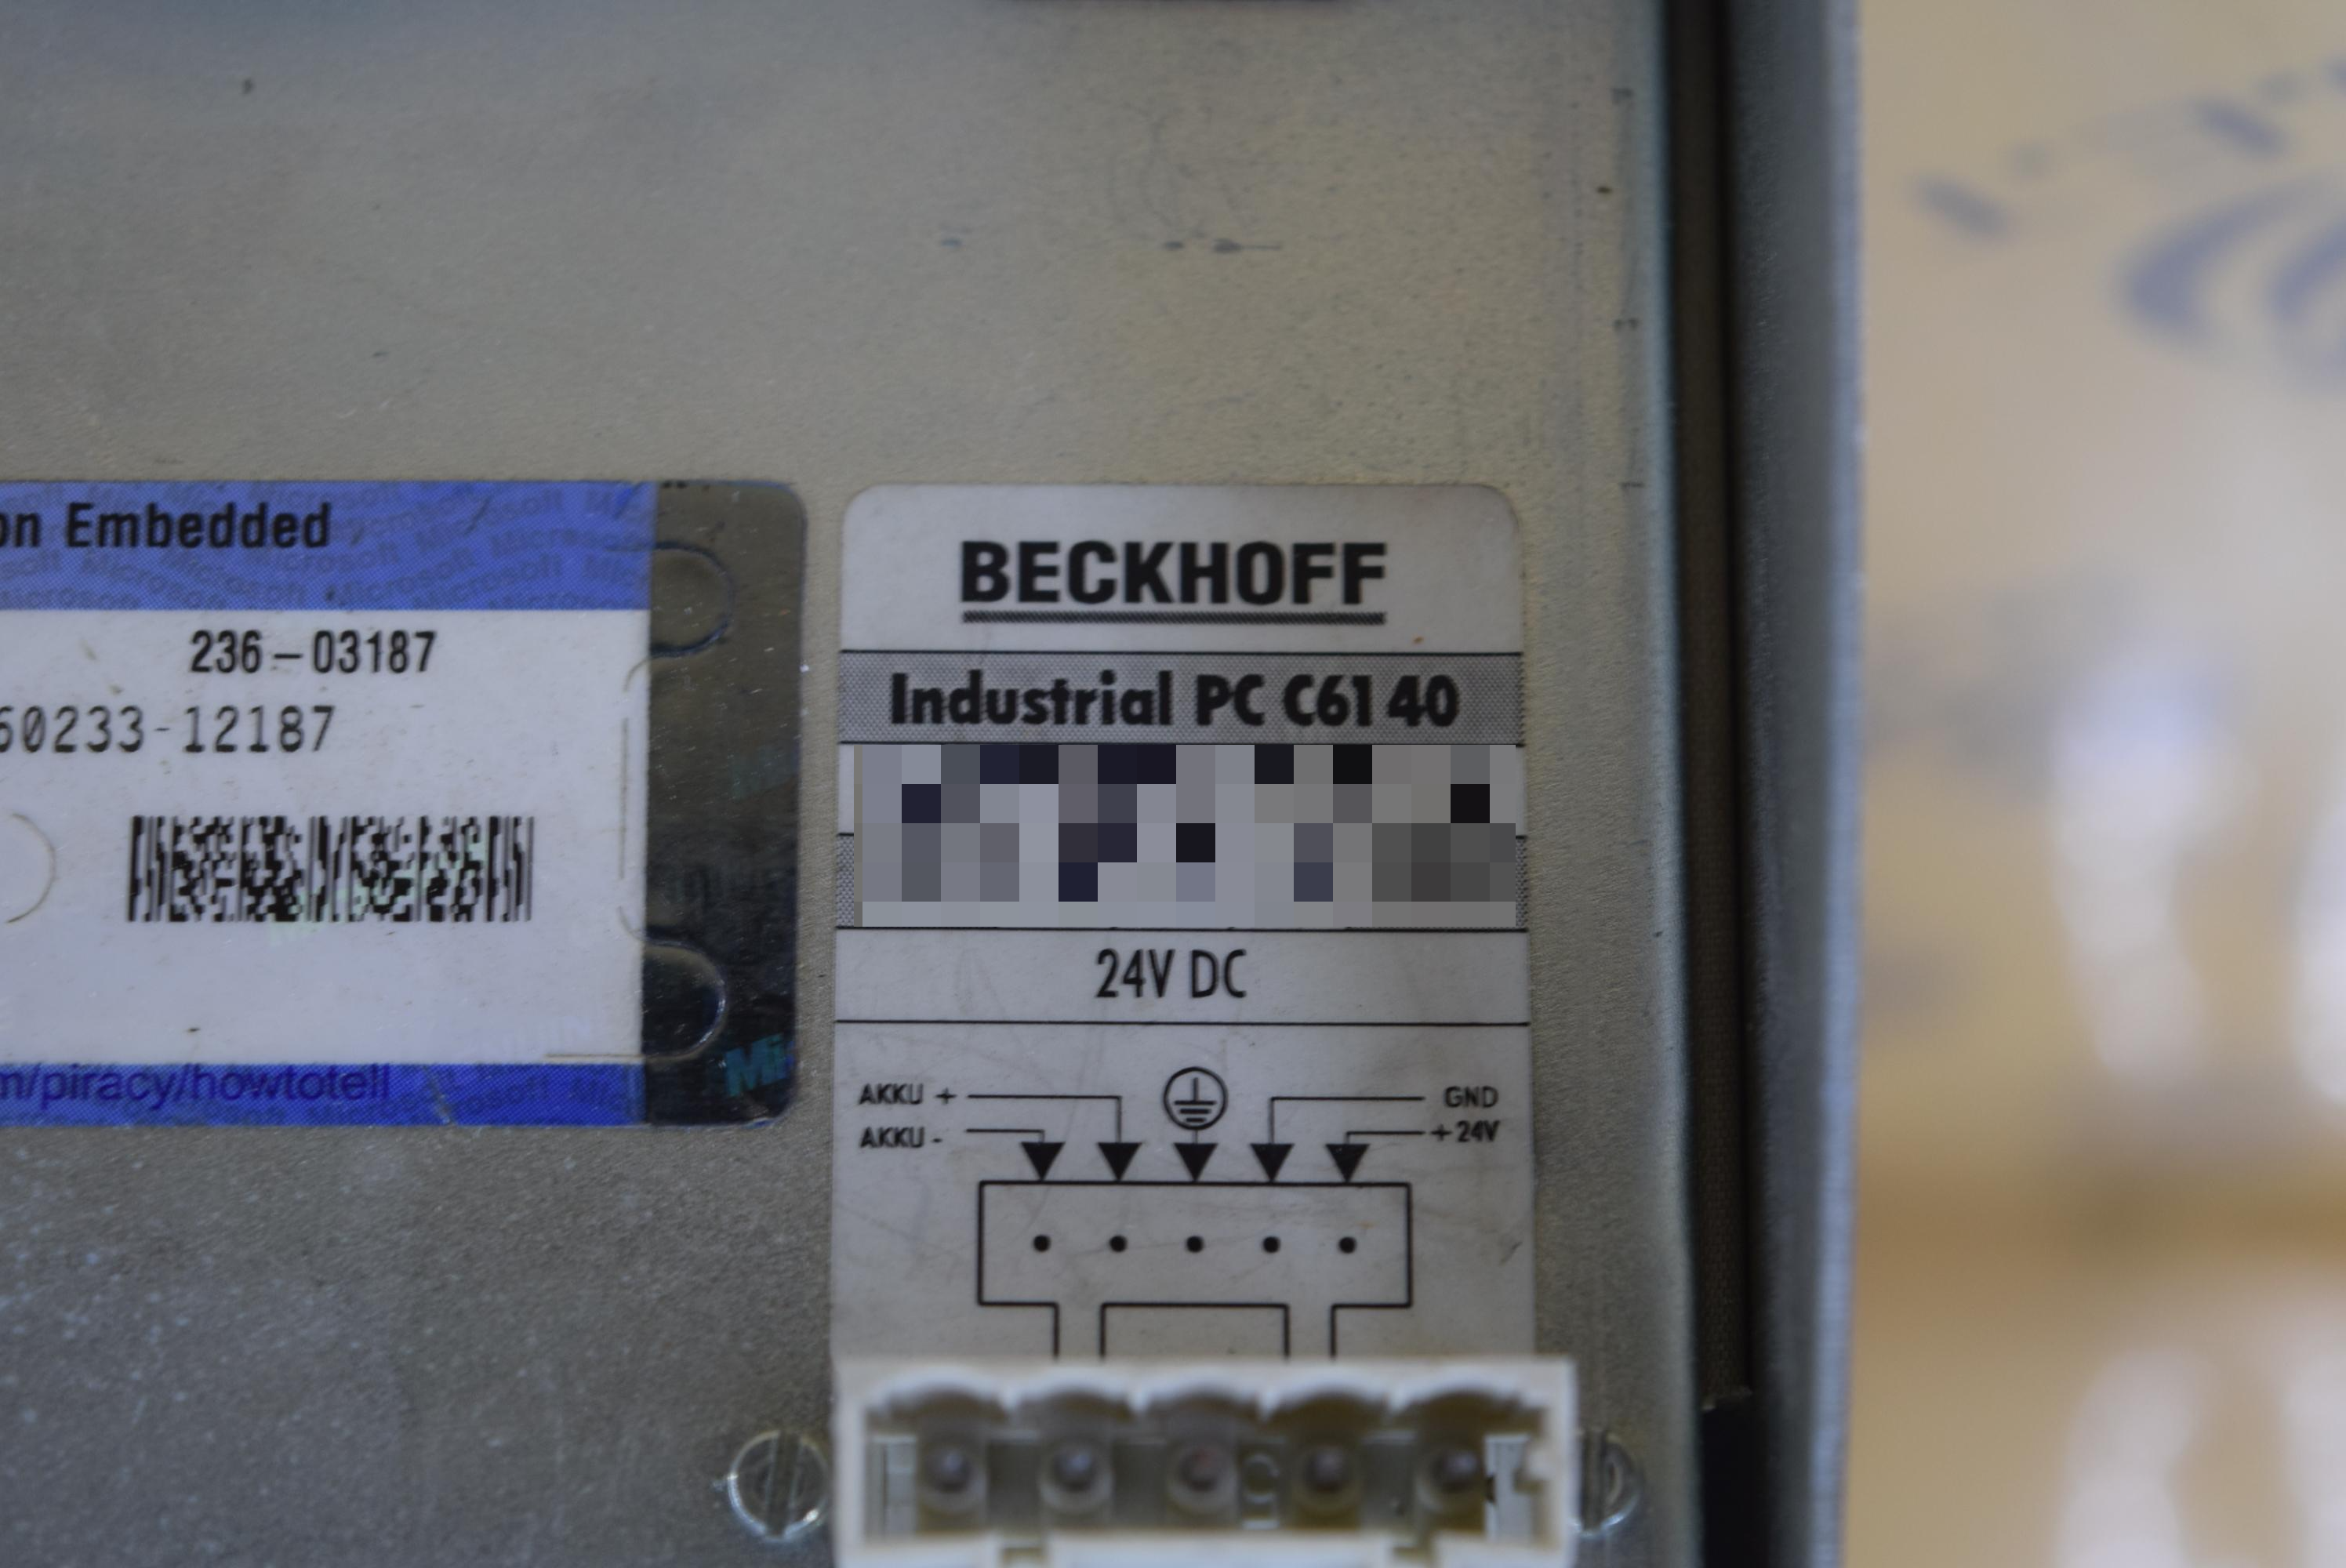 on Embedded
236-03187
60233-12187
m/piracy/howtotell
BECKHOFF
Industrial PC C6140
24V DC
AKKU +
GND
AKKU -
+24V